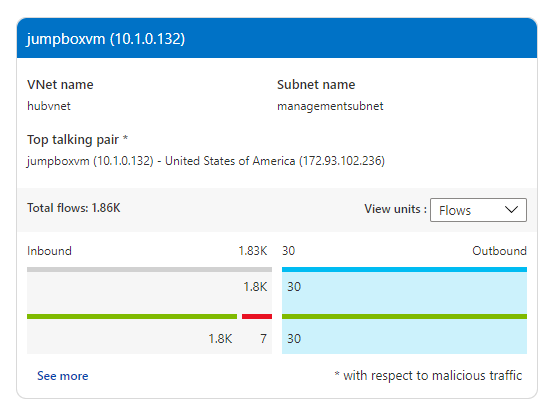 jumpboxvm (10.1.0.132)
VNet name Subnet name
hubvnet managementsubnet
Top talking pair *
jumpboxvm (10.1.0.132) - United States of America (172.93.102.236)
Total flows: 1.86K View units : Flows
Inbound 1.83K 30 Outbound
1.8K 30
1.8K 7 30
See more * with respect to malicious traffic